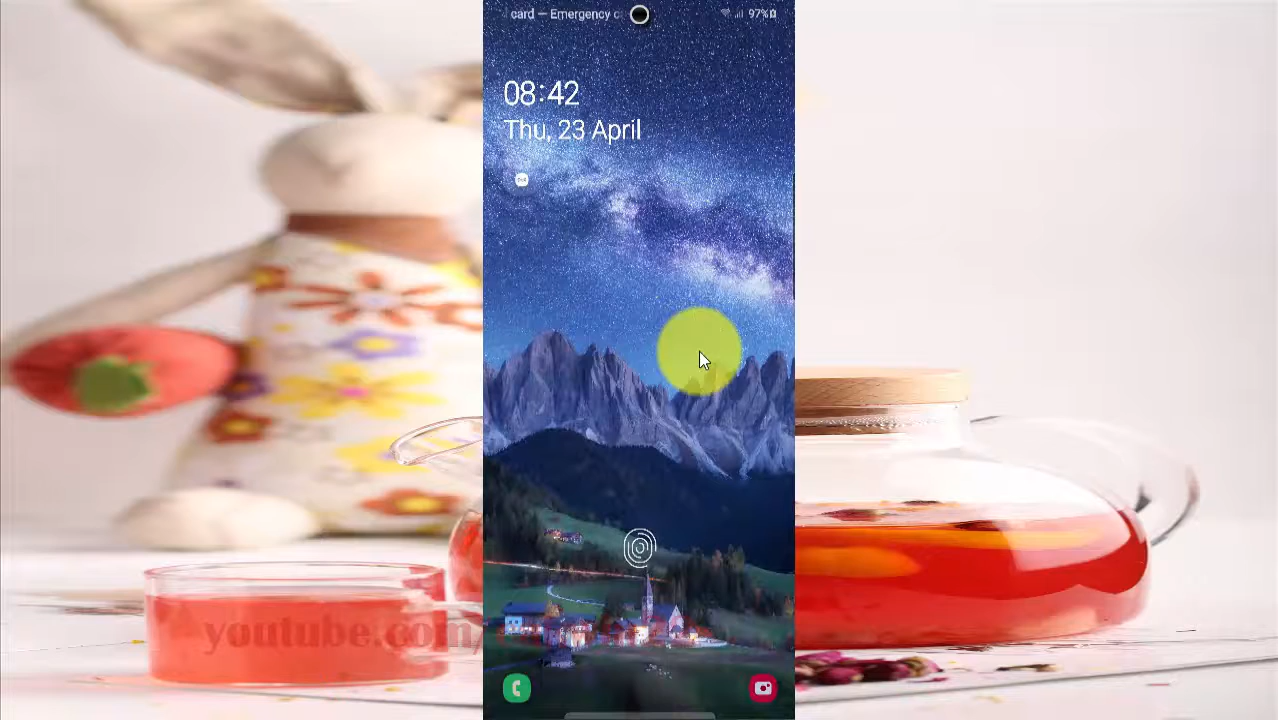 card — Emergency c
97%
08:42
Thu, 23 April
youtube.com/